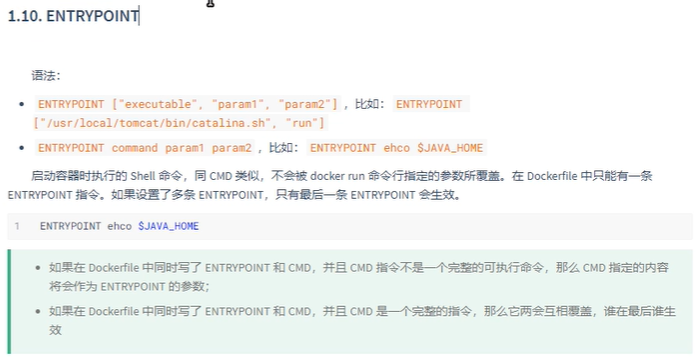 1.10. ENTRYPOINT
语法：
ENTRYPOINT ["executable", "param1", "param2"] ，比如： ENTRYPOINT
["/usr/local/tomcat/bin/catalina.sh", "run"]
ENTRYPOINT command param1 param2 ，比如： ENTRYPOINT ehco $JAVA_HOME
启动容器时执行的 Shell 命令，同 CMD 类似，不会被 docker run 命令行指定的参数所覆盖。在 Dockerfile 中只能有一条
ENTRYPOINT 指令。如果设置了多条 ENTRYPOINT，只有最后一条 ENTRYPOINT 会生效。
1 ENTRYPOINT ehco $JAVA_HOME
如果在 Dockerfile 中同时写了 ENTRYPOINT 和 CMD，并且 CMD 指令不是一个完整的可执行命令，那么 CMD 指定的内容
将会作为 ENTRYPOINT 的参数；
如果在 Dockerfile 中同时写了 ENTRYPOINT 和 CMD，并且 CMD 是一个完整的指令，那么它两会互相覆盖，谁在最后谁生
效